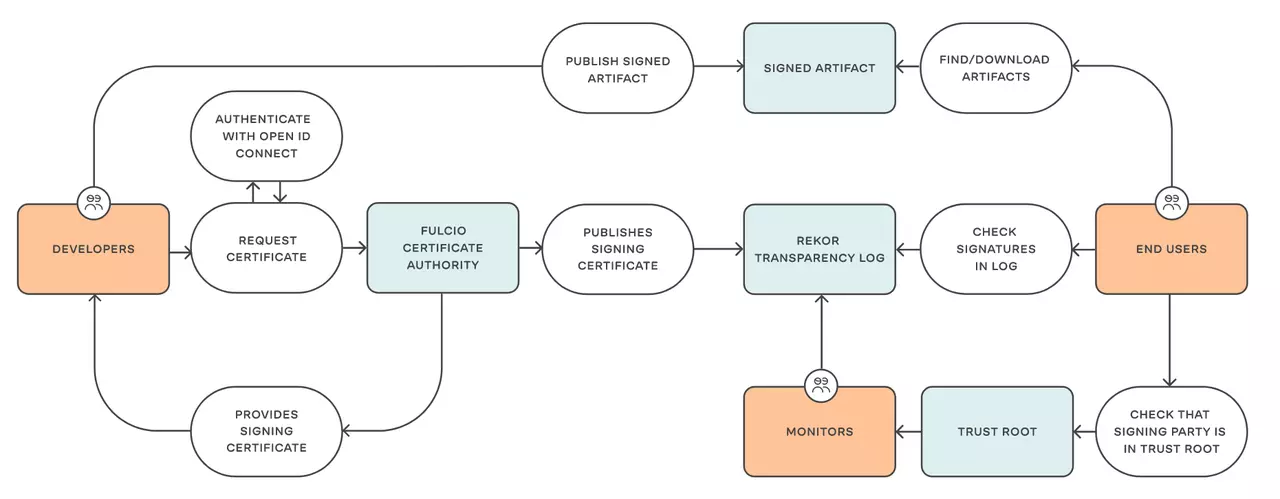 PUBLISH SIGNED
ARTIFACT
SIGNED ARTIFACT
FIND/DOWNLOAD
ARTIFACTS
AUTHENTICATE
WITH OPEN ID
CONNECT
DEVELOPERS
REQUEST
CERTIFICATE
FULCIO
CERTIFICATE
AUTHORITY
PUBLISHES
SIGNING
CERTIFICATE
REKOR
TRANSPARENCY LOG
CHECK
SIGNATURES
IN LOG
END USERS
PROVIDES
SIGNING
CERTIFICATE
MONITORS
TRUST ROOT
CHECK THAT
SIGNING PARTY IS
IN TRUST ROOT